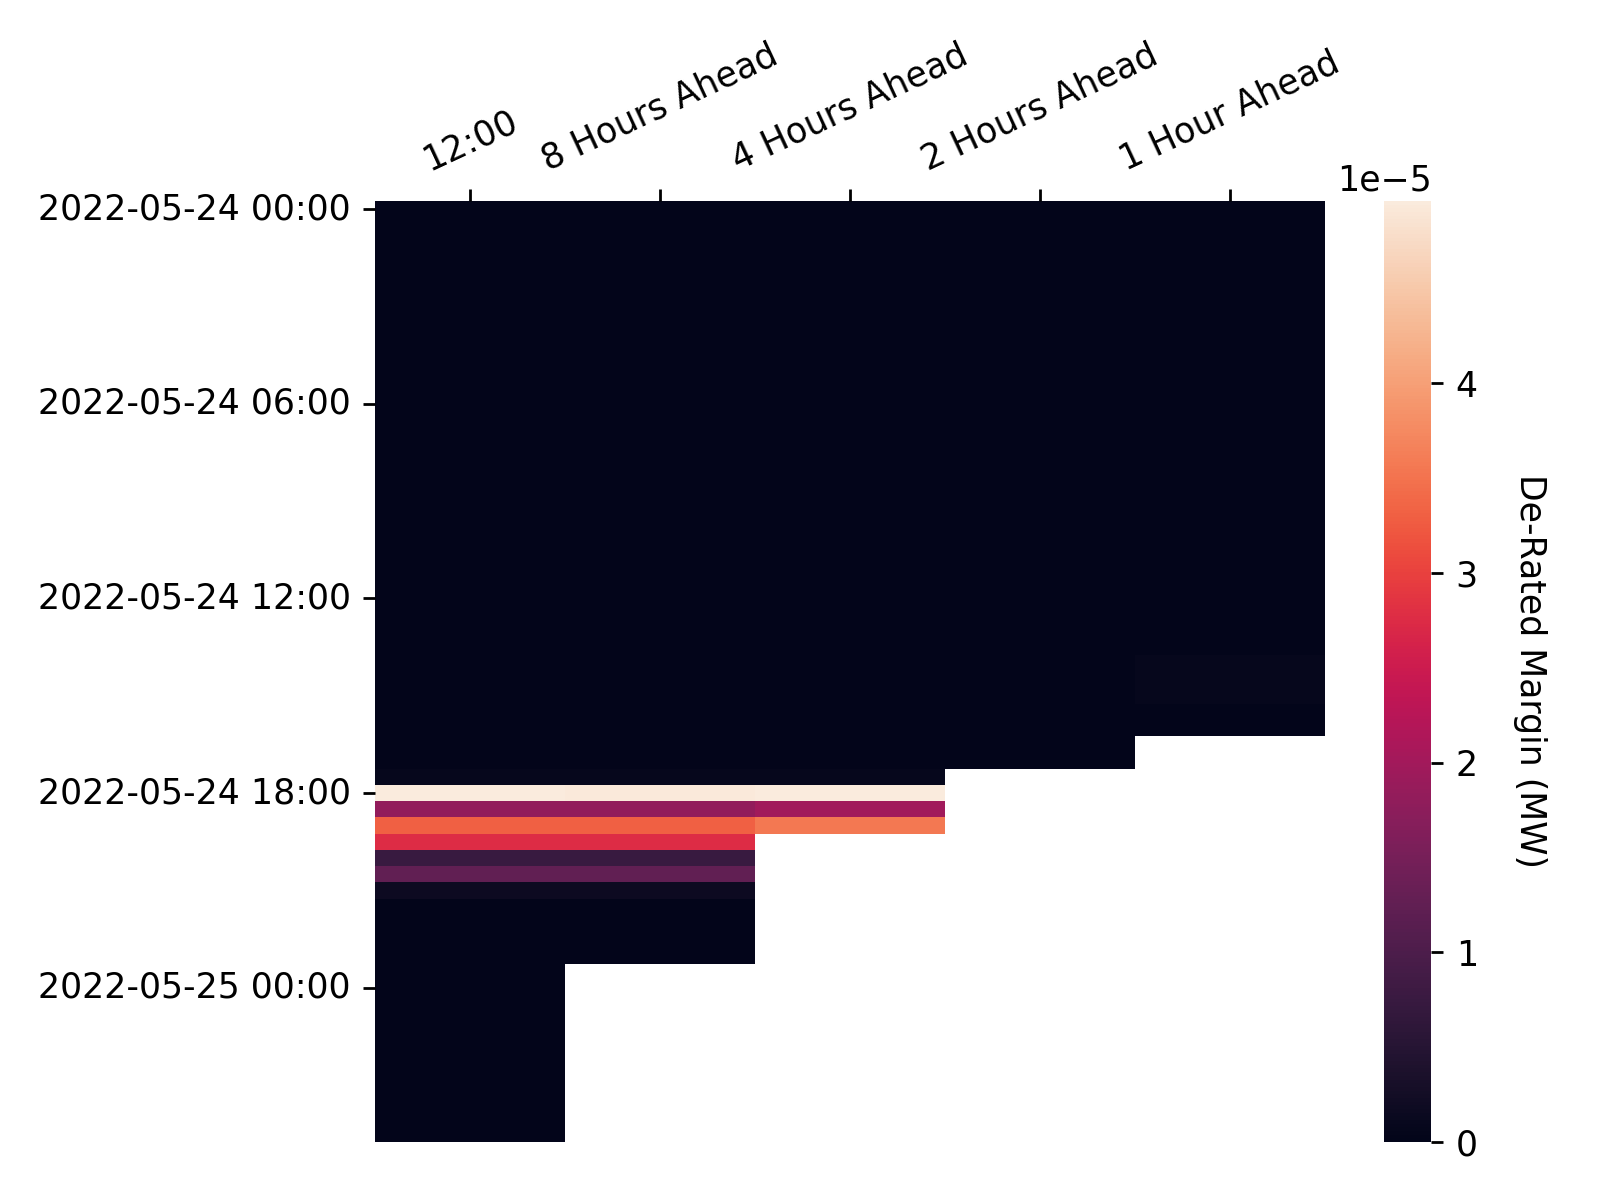 12:00
8 Hours Ahead
4 Hours Ahead
2 Hours Ahead
1 Hour Ahead
1e−5
2022-05-24 00:00
2022-05-24 06:00
2022-05-24 12:00
2022-05-24 18:00
2022-05-25 00:00
4
3
2
1
0
De-Rated Margin (MW)